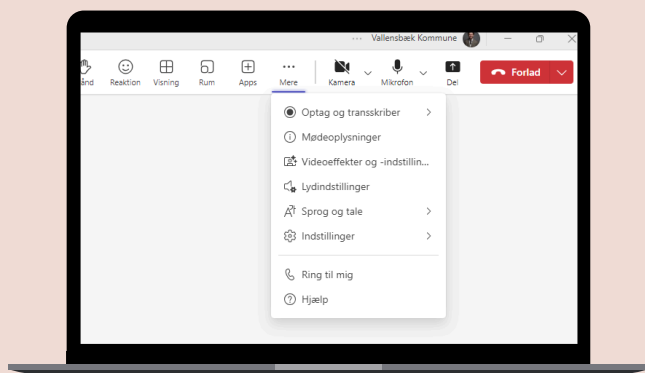 ··· Vallensbæk Kommune
ånd Reaktion Visning Rum Apps Mere Kamera Mikrofon Del Forlad
Optag og transskriber
Mødeoplysninger
Videoeffekter og -indstillin...
Lydindstillinger
Sprog og tale
Indstillinger
Ring til mig
Hjælp